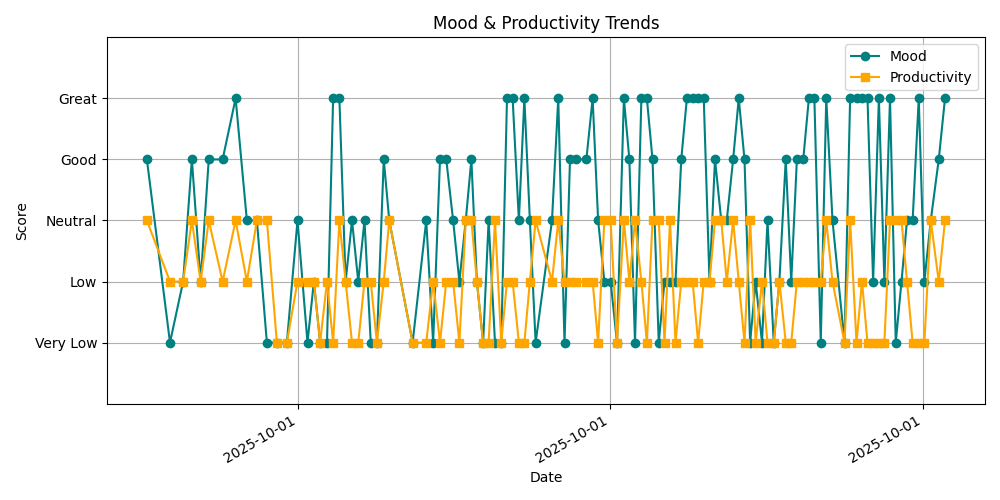 Mood & Productivity Trends
Mood
Productivity
Great
Good
Neutral
Low
Very Low
Score
2025-10-01
2025-10-01
2025-10-01
Date